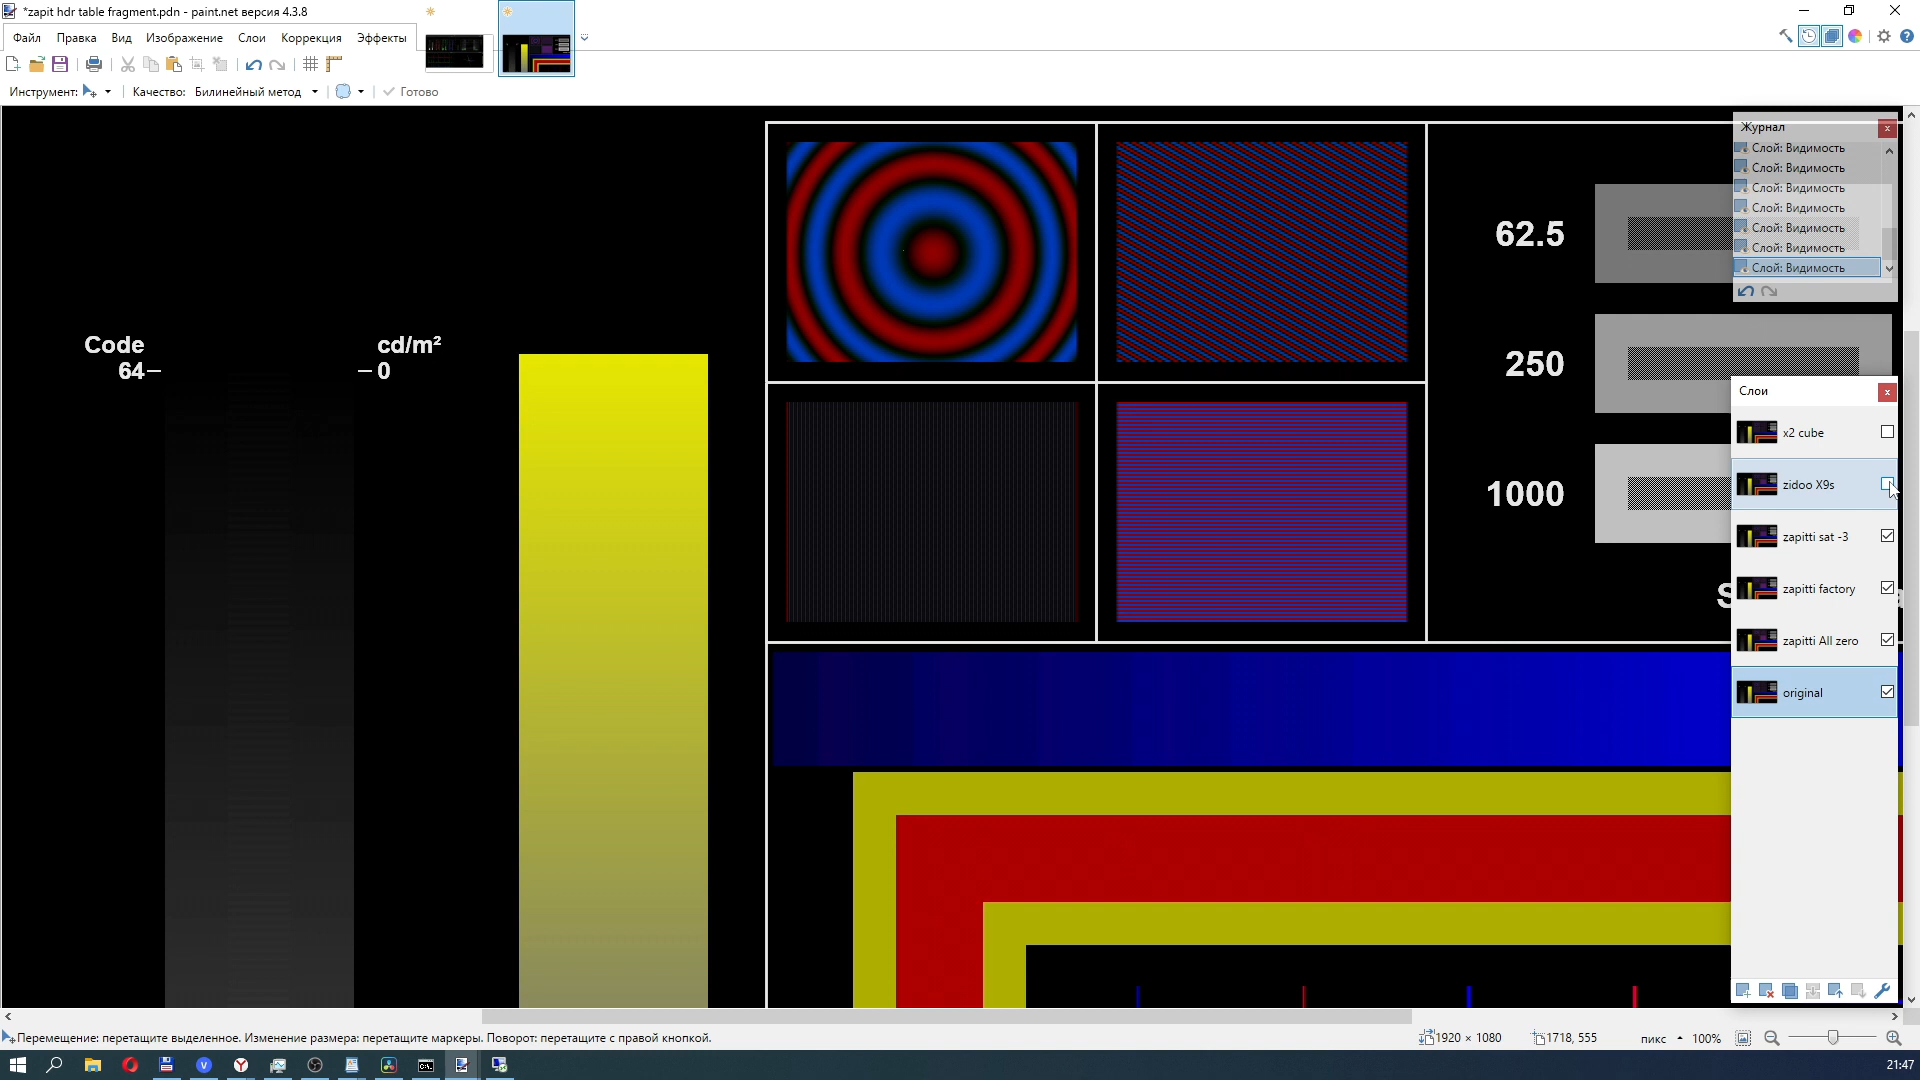 *zapit hdr table fragment.pdn - paint.net версия 4.3.8
Файл Правка Вид Изображение Слои Коррекция Эффекты
Инструмент: Качество: Билинейный метод Готово
Журнал
Слой: Видимость
Слой: Видимость
Слой: Видимость
Слой: Видимость
Слой: Видимость
Слой: Видимость
Слой: Видимость
62.5
250
1000
Code
64
cd/m²
0
Слои
x2 cube
zidoo X9s
zapitti sat -3
zapitti factory
zapitti All zero
original
Перемещение: перетащите выделенное. Изменение размера: перетащите маркеры. Поворот: перетащите с правой кнопкой.
1920 × 1080
1718, 555
пикс
100%
21:47